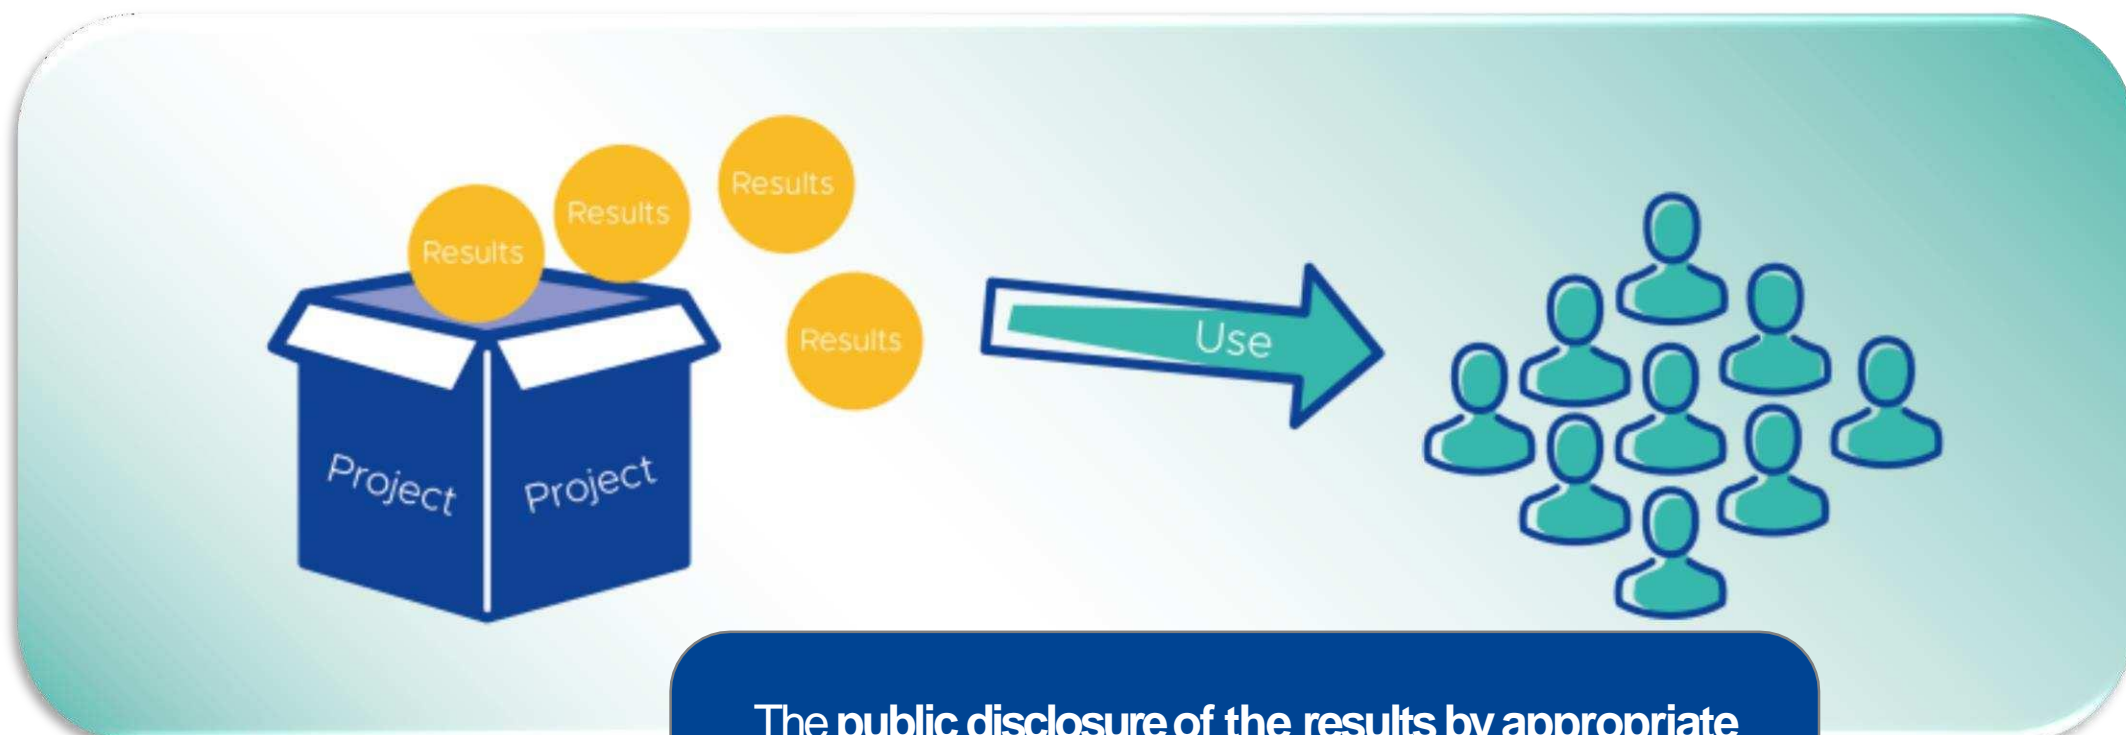 Results
Results
Results
Results
Use
Project Project
The public disclosure of the results by appropriate